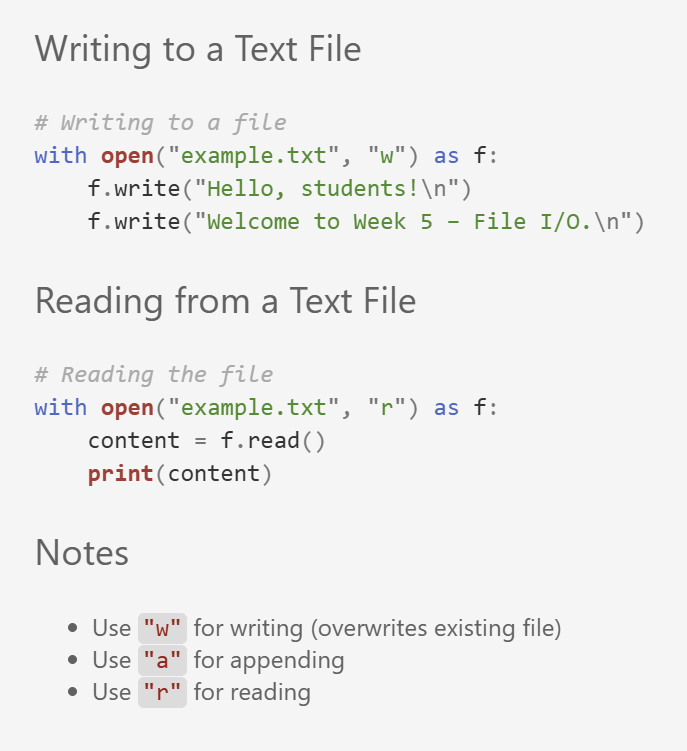 Writing to a Text File
# Writing to a file
with open("example.txt", "w") as f:
    f.write("Hello, students!\n")
    f.write("Welcome to Week 5 – File I/O.\n")
Reading from a Text File
# Reading the file
with open("example.txt", "r") as f:
    content = f.read()
    print(content)
Notes
• Use "w" for writing (overwrites existing file)
• Use "a" for appending
• Use "r" for reading